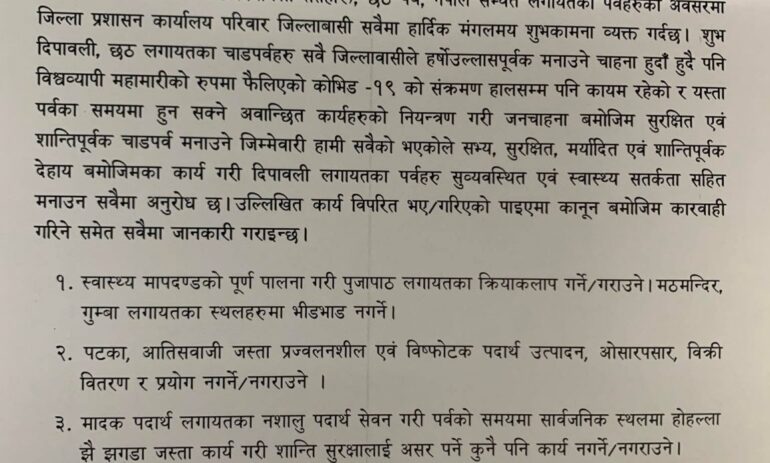 छठ पर्व, नेपाल सम्वत लगायतका पर्वहरुको अवसरमा
जिल्ला प्रशासन कार्यालय परिवार जिल्लाबासी सवैमा हार्दिक मंगलमय शुभकामना व्यक्त गर्दछ। शुभ
दिपावली, छठ लगायतका चाडपर्वहरु सवै जिल्लावासीले हर्षोउल्लासपूर्वक मनाउने चाहना हुदाँ हुदै पनि
विश्वव्यापी महामारीको रुपमा फैलिएको कोभिड -१९ को संक्रमण हालसम्म पनि कायम रहेको र यस्ता
पर्वका समयमा हुन सक्ने अवान्छित कार्यहरुको नियन्त्रण गरी जनचाहना बमोजिम सुरक्षित एवं
शान्तिपूर्वक चाडपर्व मनाउने जिम्मेवारी हामी सवैको भएकोले सभ्य, सुरक्षित, मर्यादित एवं शान्तिपूर्वक
देहाय बमोजिमका कार्य गरी दिपावली लगायतका पर्वहरु सुव्यवस्थित एवं स्वास्थ्य सतर्कता सहित
मनाउन सवैमा अनुरोध छ।उल्लिखित कार्य विपरित भए/गरिएको पाइएमा कानून बमोजिम कारवाही
गरिने समेत सवैमा जानकारी गराइन्छ।
१. स्वास्थ्य मापदण्डको पूर्ण पालना गरी पुजापाठ लगायतका क्रियाकलाप गर्ने/गराउने।मठमन्दिर,
गुम्बा लगायतका स्थलहरुमा भीडभाड नगर्ने।
२. पटका, आतिसवाजी जस्ता प्रज्वलनशील एवं विष्फोटक पदार्थ उत्पादन, ओसारपसार, विक्री
वितरण र प्रयोग नगर्ने/नगराउने ।
३. मादक पदार्थ लगायतका नशालु पदार्थ सेवन गरी पर्वको समयमा सार्वजनिक स्थलमा होहल्ला
झै झगडा जस्ता कार्य गरी शान्ति सुरक्षालाई असर पर्ने कुनै पनि कार्य नगर्ने/नगराउने।